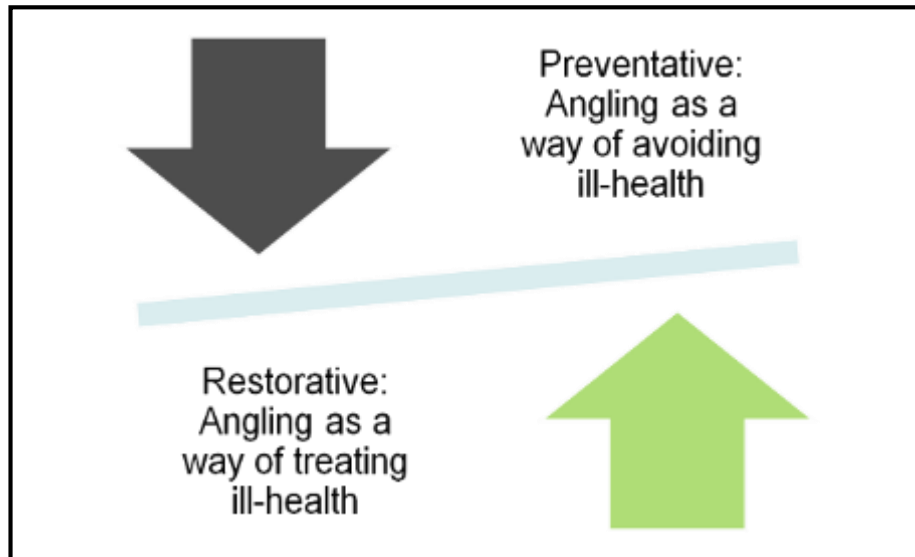 Preventative:
Angling as a
way of avoiding
ill-health
Restorative:
Angling as a
way of treating
ill-health